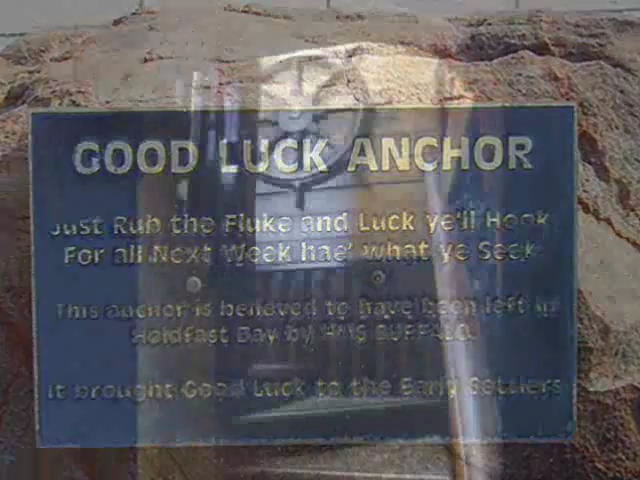 GOOD LUCK ANCHOR
Just Rub the Fluke and Luck ye'll Hook
For all Next Week hae' what ye Seek
This anchor is believed to have been left in
Holdfast Bay by HMS BUFFALO.
It brought Good Luck to the Early Settlers